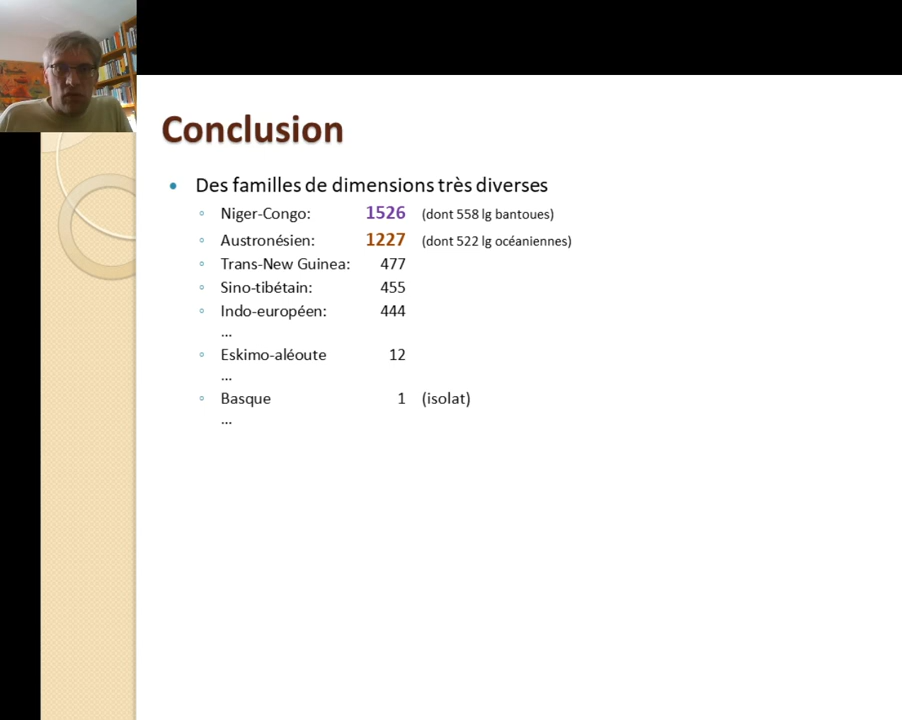 Conclusion
Des familles de dimensions très diverses
Niger-Congo: 1526 (dont 558 lg bantoues)
Austronésien: 1227 (dont 522 lg océaniennes)
Trans-New Guinea: 477
Sino-tibétain: 455
Indo-européen: 444
...
Eskimo-aléoute 12
...
Basque 1 (isolat)
...